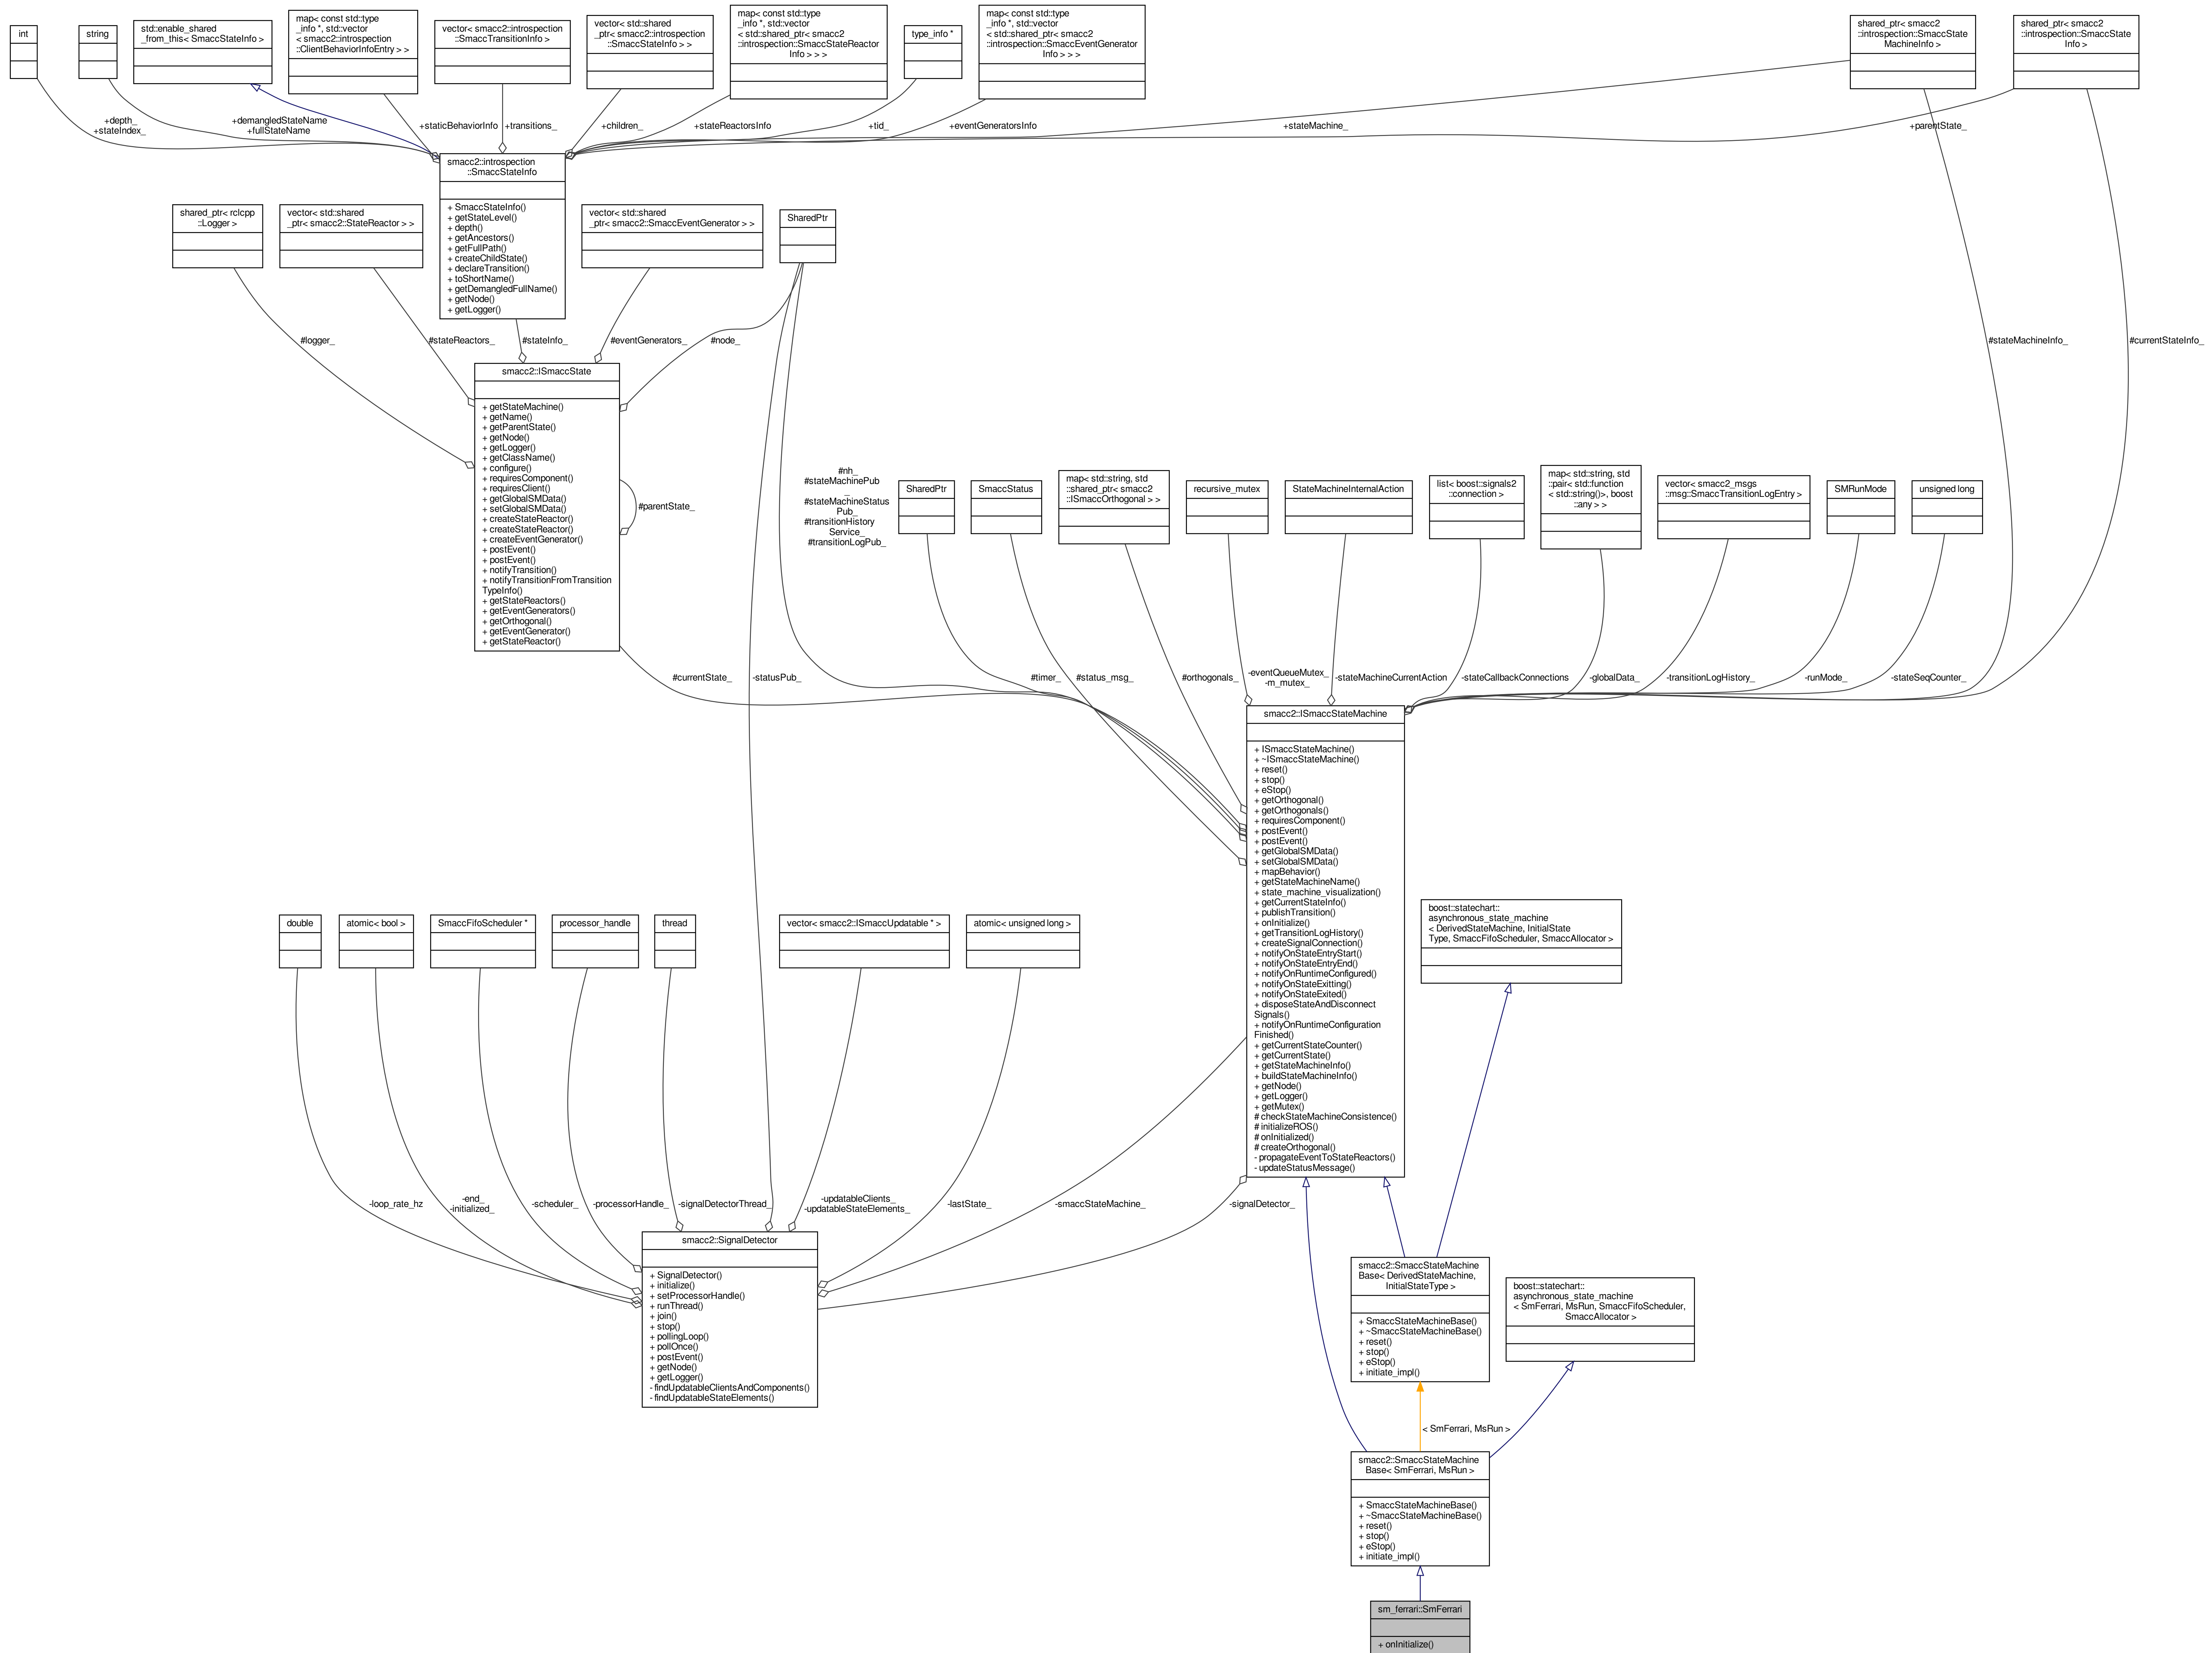 int
string
std::enable_shared
_from_this< SmaccStateInfo >
map< const std::type
_info *, std::vector
< smacc2::introspection
::ClientBehaviorInfoEntry > >
vector< smacc2::introspection
::SmaccTransitionInfo >
vector< std::shared
_ptr< smacc2::introspection
::SmaccStateInfo > >
map< const std::type
_info *, std::vector
< std::shared_ptr< smacc2
::introspection::SmaccStateReactor
Info > > >
type_info *
map< const std::type
_info *, std::vector
< std::shared_ptr< smacc2
::introspection::SmaccEventGenerator
Info > > >
shared_ptr< smacc2
::introspection::SmaccState
MachineInfo >
shared_ptr< smacc2
::introspection::SmaccState
Info >
+depth_
+stateIndex_
+demangledStateName
+fullStateName
+staticBehaviorInfo
+transitions_
+children_
+stateReactorsInfo
+tid_
+eventGeneratorsInfo
+stateMachine_
+parentState_
smacc2::introspection
::SmaccStateInfo
+ SmaccStateInfo()
+ getStateLevel()
+ depth()
+ getAncestors()
+ getFullPath()
+ createChildState()
+ declareTransition()
+ toShortName()
+ getDemangledFullName()
+ getNode()
+ getLogger()
shared_ptr< rclcpp
::Logger >
vector< std::shared
_ptr< smacc2::StateReactor > >
vector< std::shared
_ptr< smacc2::SmaccEventGenerator > >
SharedPtr
#logger_
#stateReactors_
#stateInfo_
#eventGenerators_
#node_
#stateMachineInfo_
#currentStateInfo_
smacc2::ISmaccState
+ getStateMachine()
+ getName()
+ getParentState()
+ getNode()
+ getLogger()
+ getClassName()
+ configure()
+ requiresComponent()
+ requiresClient()
+ getGlobalSMData()
+ setGlobalSMData()
+ createStateReactor()
+ createStateReactor()
+ createEventGenerator()
+ postEvent()
+ postEvent()
+ notifyTransition()
+ notifyTransitionFromTransition
TypeInfo()
+ getStateReactors()
+ getEventGenerators()
+ getOrthogonal()
+ getEventGenerator()
+ getStateReactor()
#parentState_
#nh_
#stateMachinePub
_
#stateMachineStatus
Pub_
#transitionHistory
Service_
#transitionLogPub_
SharedPtr
SmaccStatus
map< std::string, std
::shared_ptr< smacc2
::ISmaccOrthogonal > >
recursive_mutex
StateMachineInternalAction
list< boost::signals2
::connection >
map< std::string, std
::pair< std::function
< std::string()>, boost
::any > >
vector< smacc2_msgs
::msg::SmaccTransitionLogEntry >
SMRunMode
unsigned long
#currentState_
-statusPub_
#timer_
#status_msg_
#orthogonals_
-eventQueueMutex_
-m_mutex_
-stateMachineCurrentAction
-stateCallbackConnections
-globalData_
-transitionLogHistory_
-runMode_
-stateSeqCounter_
smacc2::ISmaccStateMachine
+ ISmaccStateMachine()
+ ~ISmaccStateMachine()
+ reset()
+ stop()
+ eStop()
+ getOrthogonal()
+ getOrthogonals()
+ requiresComponent()
+ postEvent()
+ postEvent()
+ getGlobalSMData()
+ setGlobalSMData()
+ mapBehavior()
+ getStateMachineName()
+ state_machine_visualization()
+ getCurrentStateInfo()
+ publishTransition()
+ onInitialize()
+ getTransitionLogHistory()
+ createSignalConnection()
+ notifyOnStateEntryStart()
+ notifyOnStateEntryEnd()
+ notifyOnRuntimeConfigured()
+ notifyOnStateExitting()
+ notifyOnStateExited()
+ disposeStateAndDisconnect
Signals()
+ notifyOnRuntimeConfiguration
Finished()
+ getCurrentStateCounter()
+ getCurrentState()
+ getStateMachineInfo()
+ buildStateMachineInfo()
+ getNode()
+ getLogger()
+ getMutex()
# checkStateMachineConsistence()
# initializeROS()
# onInitialized()
# createOrthogonal()
- propagateEventToStateReactors()
- updateStatusMessage()
boost::statechart::
asynchronous_state_machine
< DerivedStateMachine, InitialState
Type, SmaccFifoScheduler, SmaccAllocator >
double
atomic< bool >
SmaccFifoScheduler *
processor_handle
thread
vector< smacc2::ISmaccUpdatable * >
atomic< unsigned long >
-loop_rate_hz
-end_
-initialized_
-scheduler_
-processorHandle_
-signalDetectorThread_
-updatableClients_
-updatableStateElements_
-lastState_
-smaccStateMachine_
-signalDetector_
smacc2::SignalDetector
+ SignalDetector()
+ initialize()
+ setProcessorHandle()
+ runThread()
+ join()
+ stop()
+ pollingLoop()
+ pollOnce()
+ postEvent()
+ getNode()
+ getLogger()
- findUpdatableClientsAndComponents()
- findUpdatableStateElements()
smacc2::SmaccStateMachine
Base< DerivedStateMachine,
InitialStateType >
+ SmaccStateMachineBase()
+ ~SmaccStateMachineBase()
+ reset()
+ stop()
+ eStop()
+ initiate_impl()
boost::statechart::
asynchronous_state_machine
< SmFerrari, MsRun, SmaccFifoScheduler,
SmaccAllocator >
< SmFerrari, MsRun >
smacc2::SmaccStateMachine
Base< SmFerrari, MsRun >
+ SmaccStateMachineBase()
+ ~SmaccStateMachineBase()
+ reset()
+ stop()
+ eStop()
+ initiate_impl()
sm_ferrari::SmFerrari
+ onInitialize()